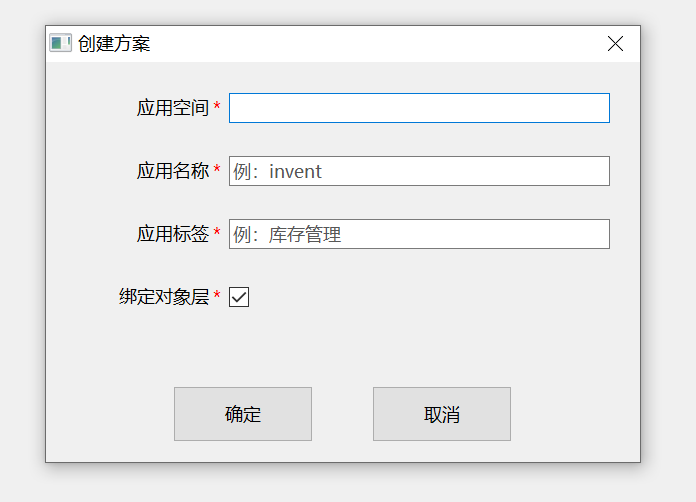 创建方案
应用空间 *
应用名称 * 例：invent
应用标签 * 例：库存管理
绑定对象层 *
确定 取消